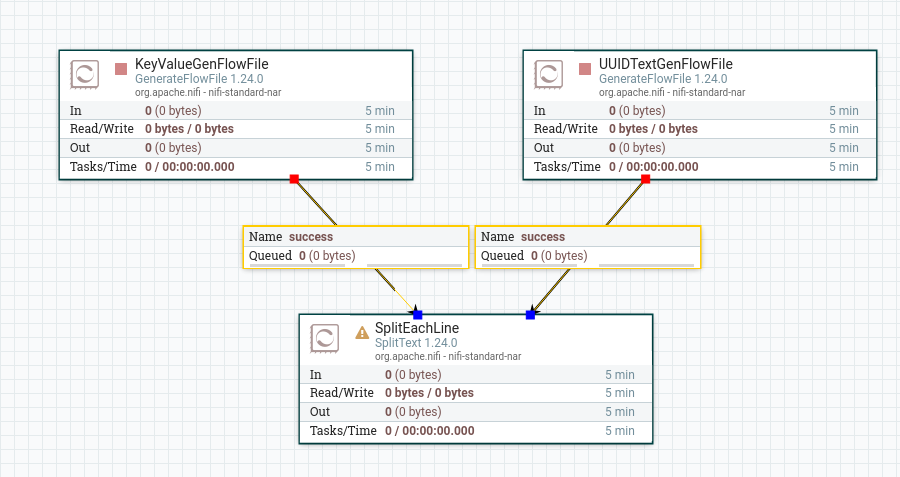 KeyValueGenFlowFile
GenerateFlowFile 1.24.0
org.apache.nifi - nifi-standard-nar
In 0 (0 bytes) 5 min
Read/Write 0 bytes / 0 bytes 5 min
Out 0 (0 bytes) 5 min
Tasks/Time 0 / 00:00:00.000 5 min
UUIDTextGenFlowFile
GenerateFlowFile 1.24.0
org.apache.nifi - nifi-standard-nar
In 0 (0 bytes) 5 min
Read/Write 0 bytes / 0 bytes 5 min
Out 0 (0 bytes) 5 min
Tasks/Time 0 / 00:00:00.000 5 min
Name success
Queued 0 (0 bytes)
Name success
Queued 0 (0 bytes)
SplitEachLine
SplitText 1.24.0
org.apache.nifi - nifi-standard-nar
In 0 (0 bytes) 5 min
Read/Write 0 bytes / 0 bytes 5 min
Out 0 (0 bytes) 5 min
Tasks/Time 0 / 00:00:00.000 5 min